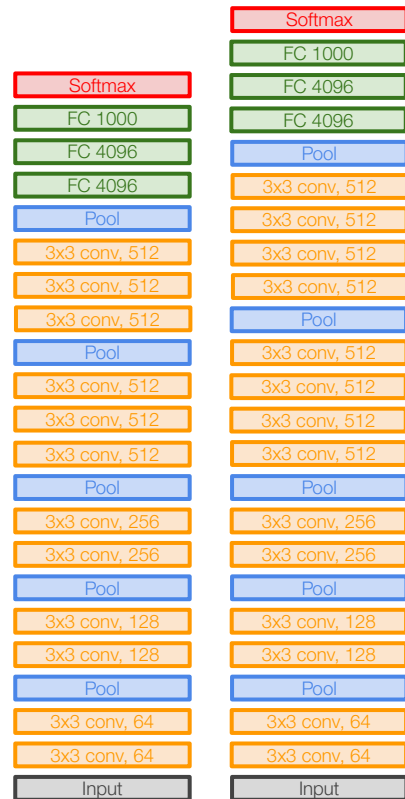 Softmax
FC 1000
FC 4096
FC 4096
Pool
3x3 conv, 512
3x3 conv, 512
3x3 conv, 512
Pool
3x3 conv, 512
3x3 conv, 512
3x3 conv, 512
Pool
3x3 conv, 256
3x3 conv, 256
Pool
3x3 conv, 128
3x3 conv, 128
Pool
3x3 conv, 64
3x3 conv, 64
Input
Softmax
FC 1000
FC 4096
FC 4096
Pool
3x3 conv, 512
3x3 conv, 512
3x3 conv, 512
3x3 conv, 512
Pool
3x3 conv, 512
3x3 conv, 512
3x3 conv, 512
3x3 conv, 512
Pool
3x3 conv, 256
3x3 conv, 256
Pool
3x3 conv, 128
3x3 conv, 128
Pool
3x3 conv, 64
3x3 conv, 64
Input